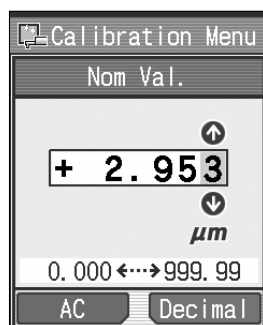 Calibration Menu
Nom Val.
+ 2.953
µm
0.000 ←···→ 999.99
AC Decimal